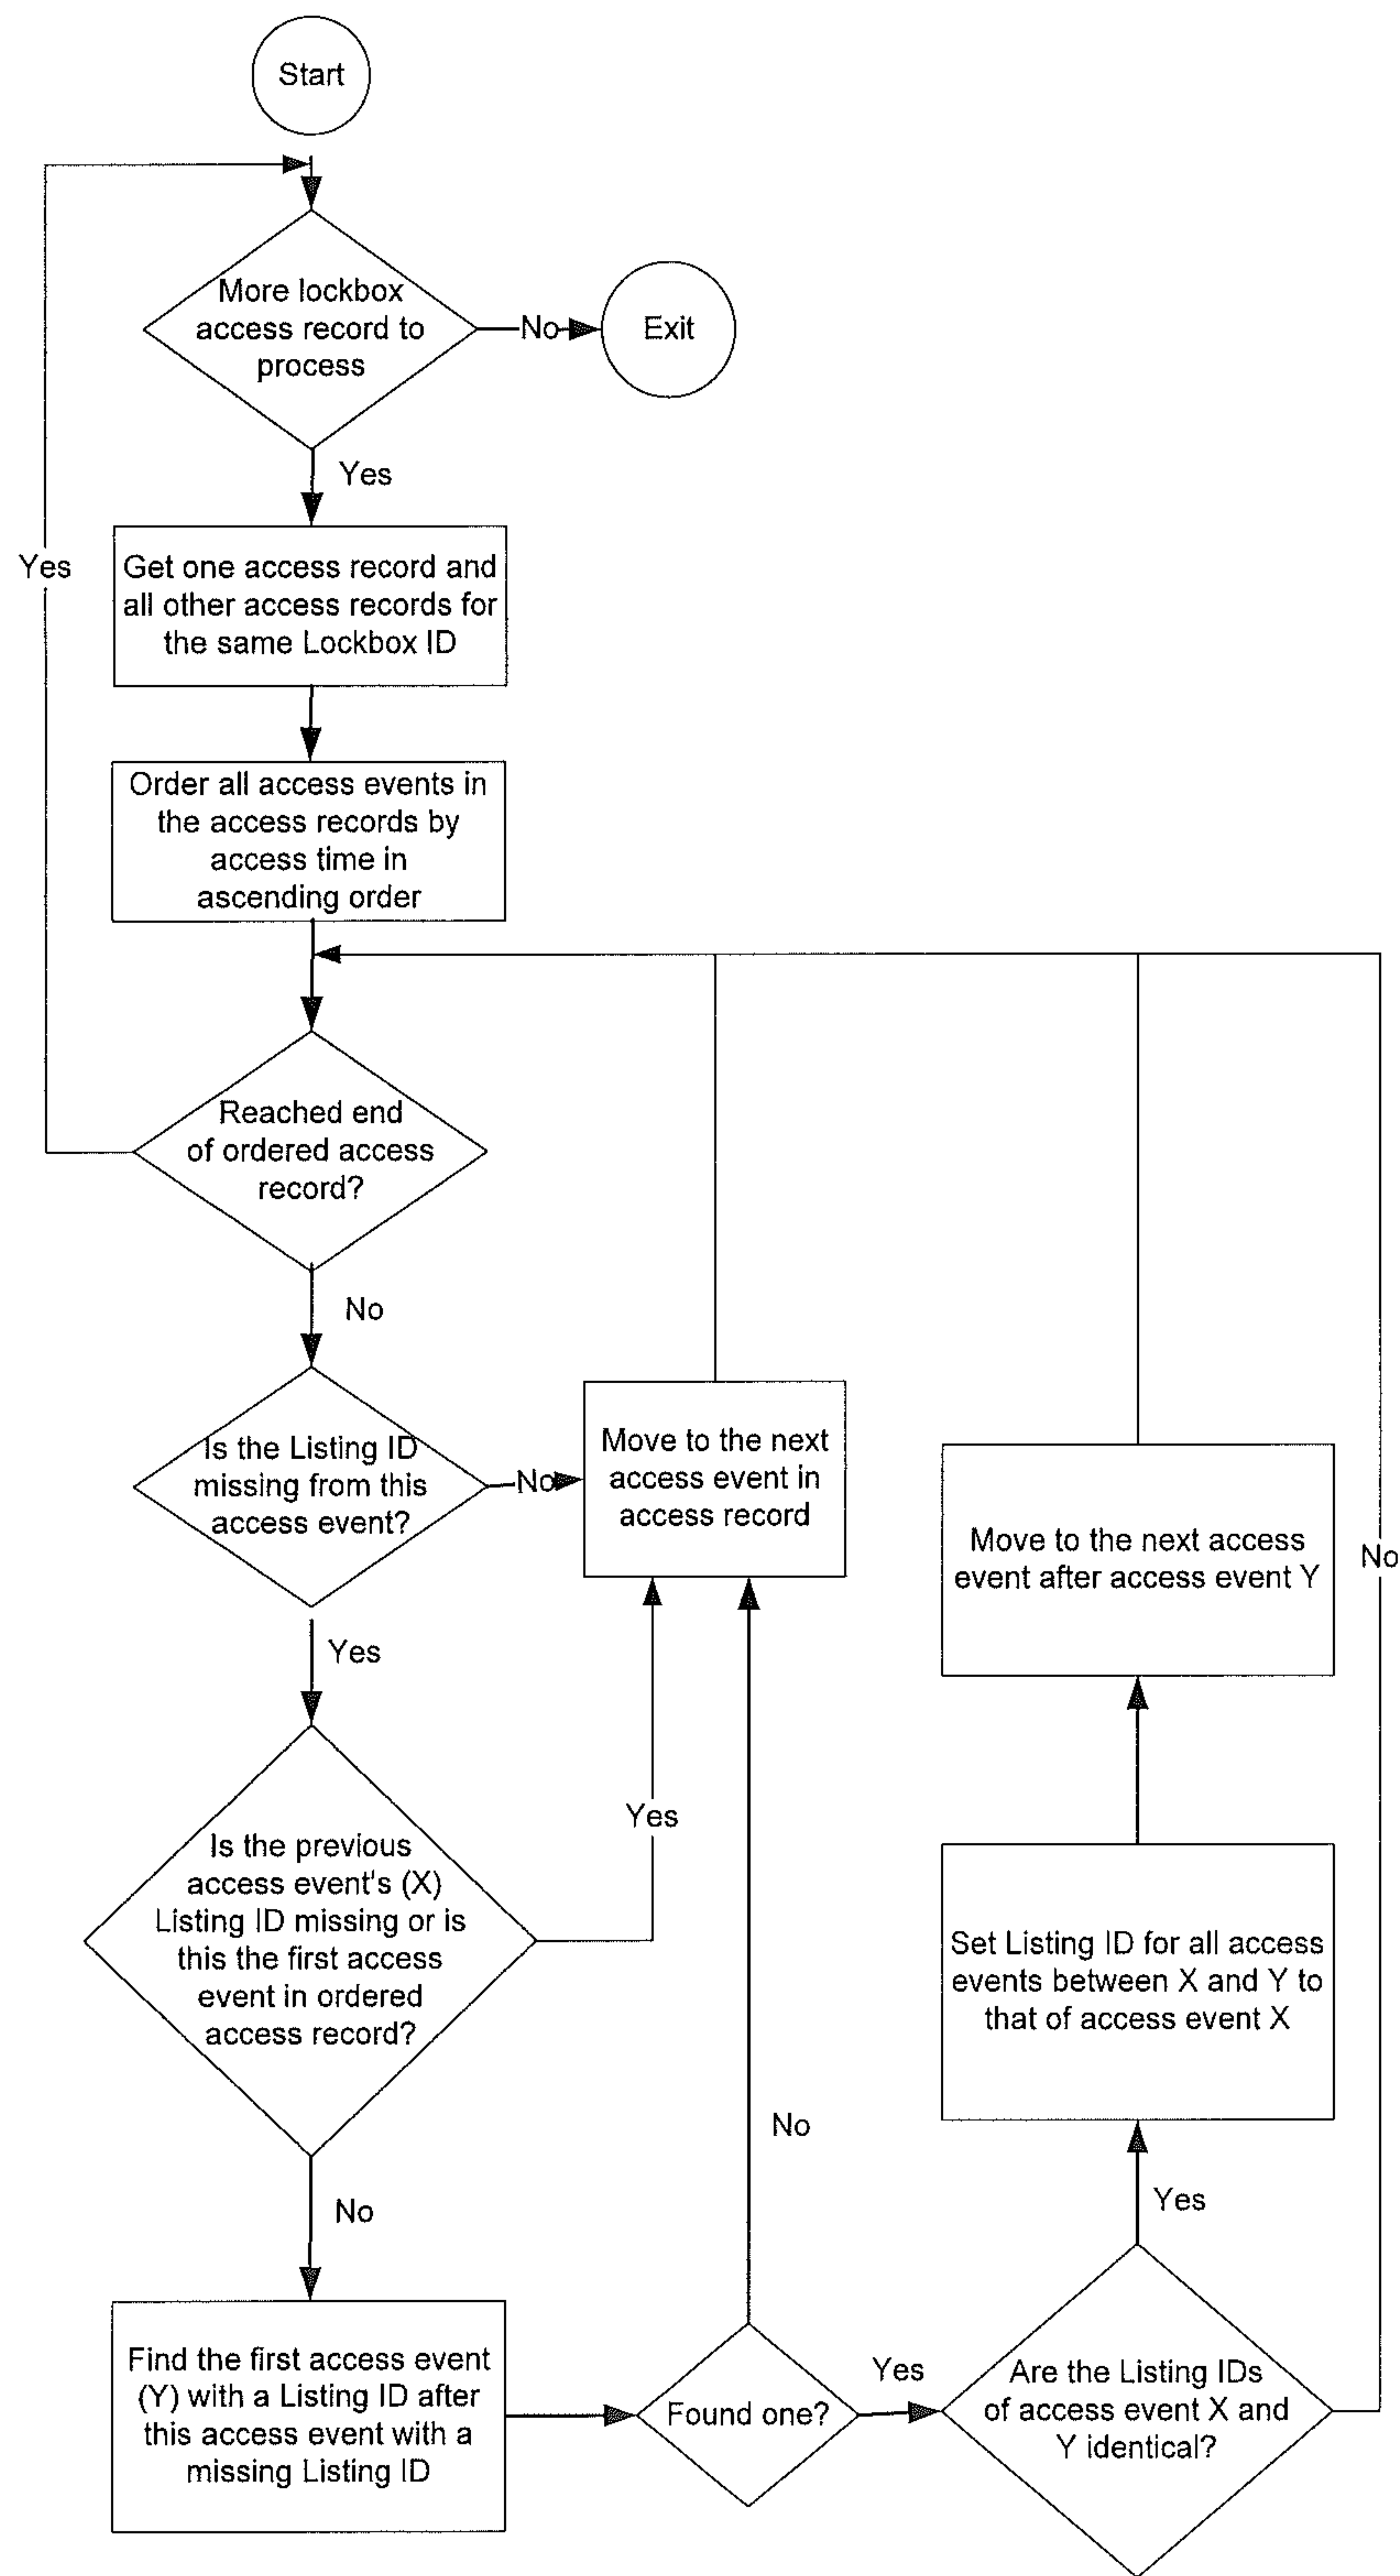 Start
More lockbox
access record to
process
No
Exit
Yes
Get one access record and
all other access records for
the same Lockbox ID
Yes
Order all access events in
the access records by
access time in
ascending order
Reached end
of ordered access
record?
No
Is the Listing ID
missing from this
access event?
No
Move to the next
access event in
access record
Move to the next access
event after access event Y
No
Yes
Is the previous
access event's (X)
Listing ID missing or is
this the first access
event in ordered
access record?
Yes
Set Listing ID for all access
events between X and Y to
that of access event X
No
No
Yes
Find the first access event
(Y) with a Listing ID after
this access event with a
missing Listing ID
Found one?
Yes
Are the Listing IDs
of access event X and
Y identical?